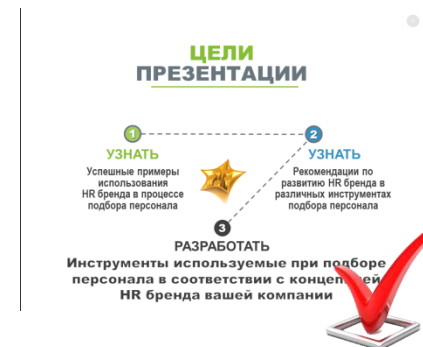 ЦЕЛИ
ПРЕЗЕНТАЦИИ
1
УЗНАТЬ
Успешные примеры
использования
HR бренда в процессе
подбора персонала
2
УЗНАТЬ
Рекомендации по
развитию HR бренда в
различных инструментах
подбора персонала
3
РАЗРАБОТАТЬ
Инструменты используемые при подборе
персонала в соответствии с концепцией
HR бренда вашей компании